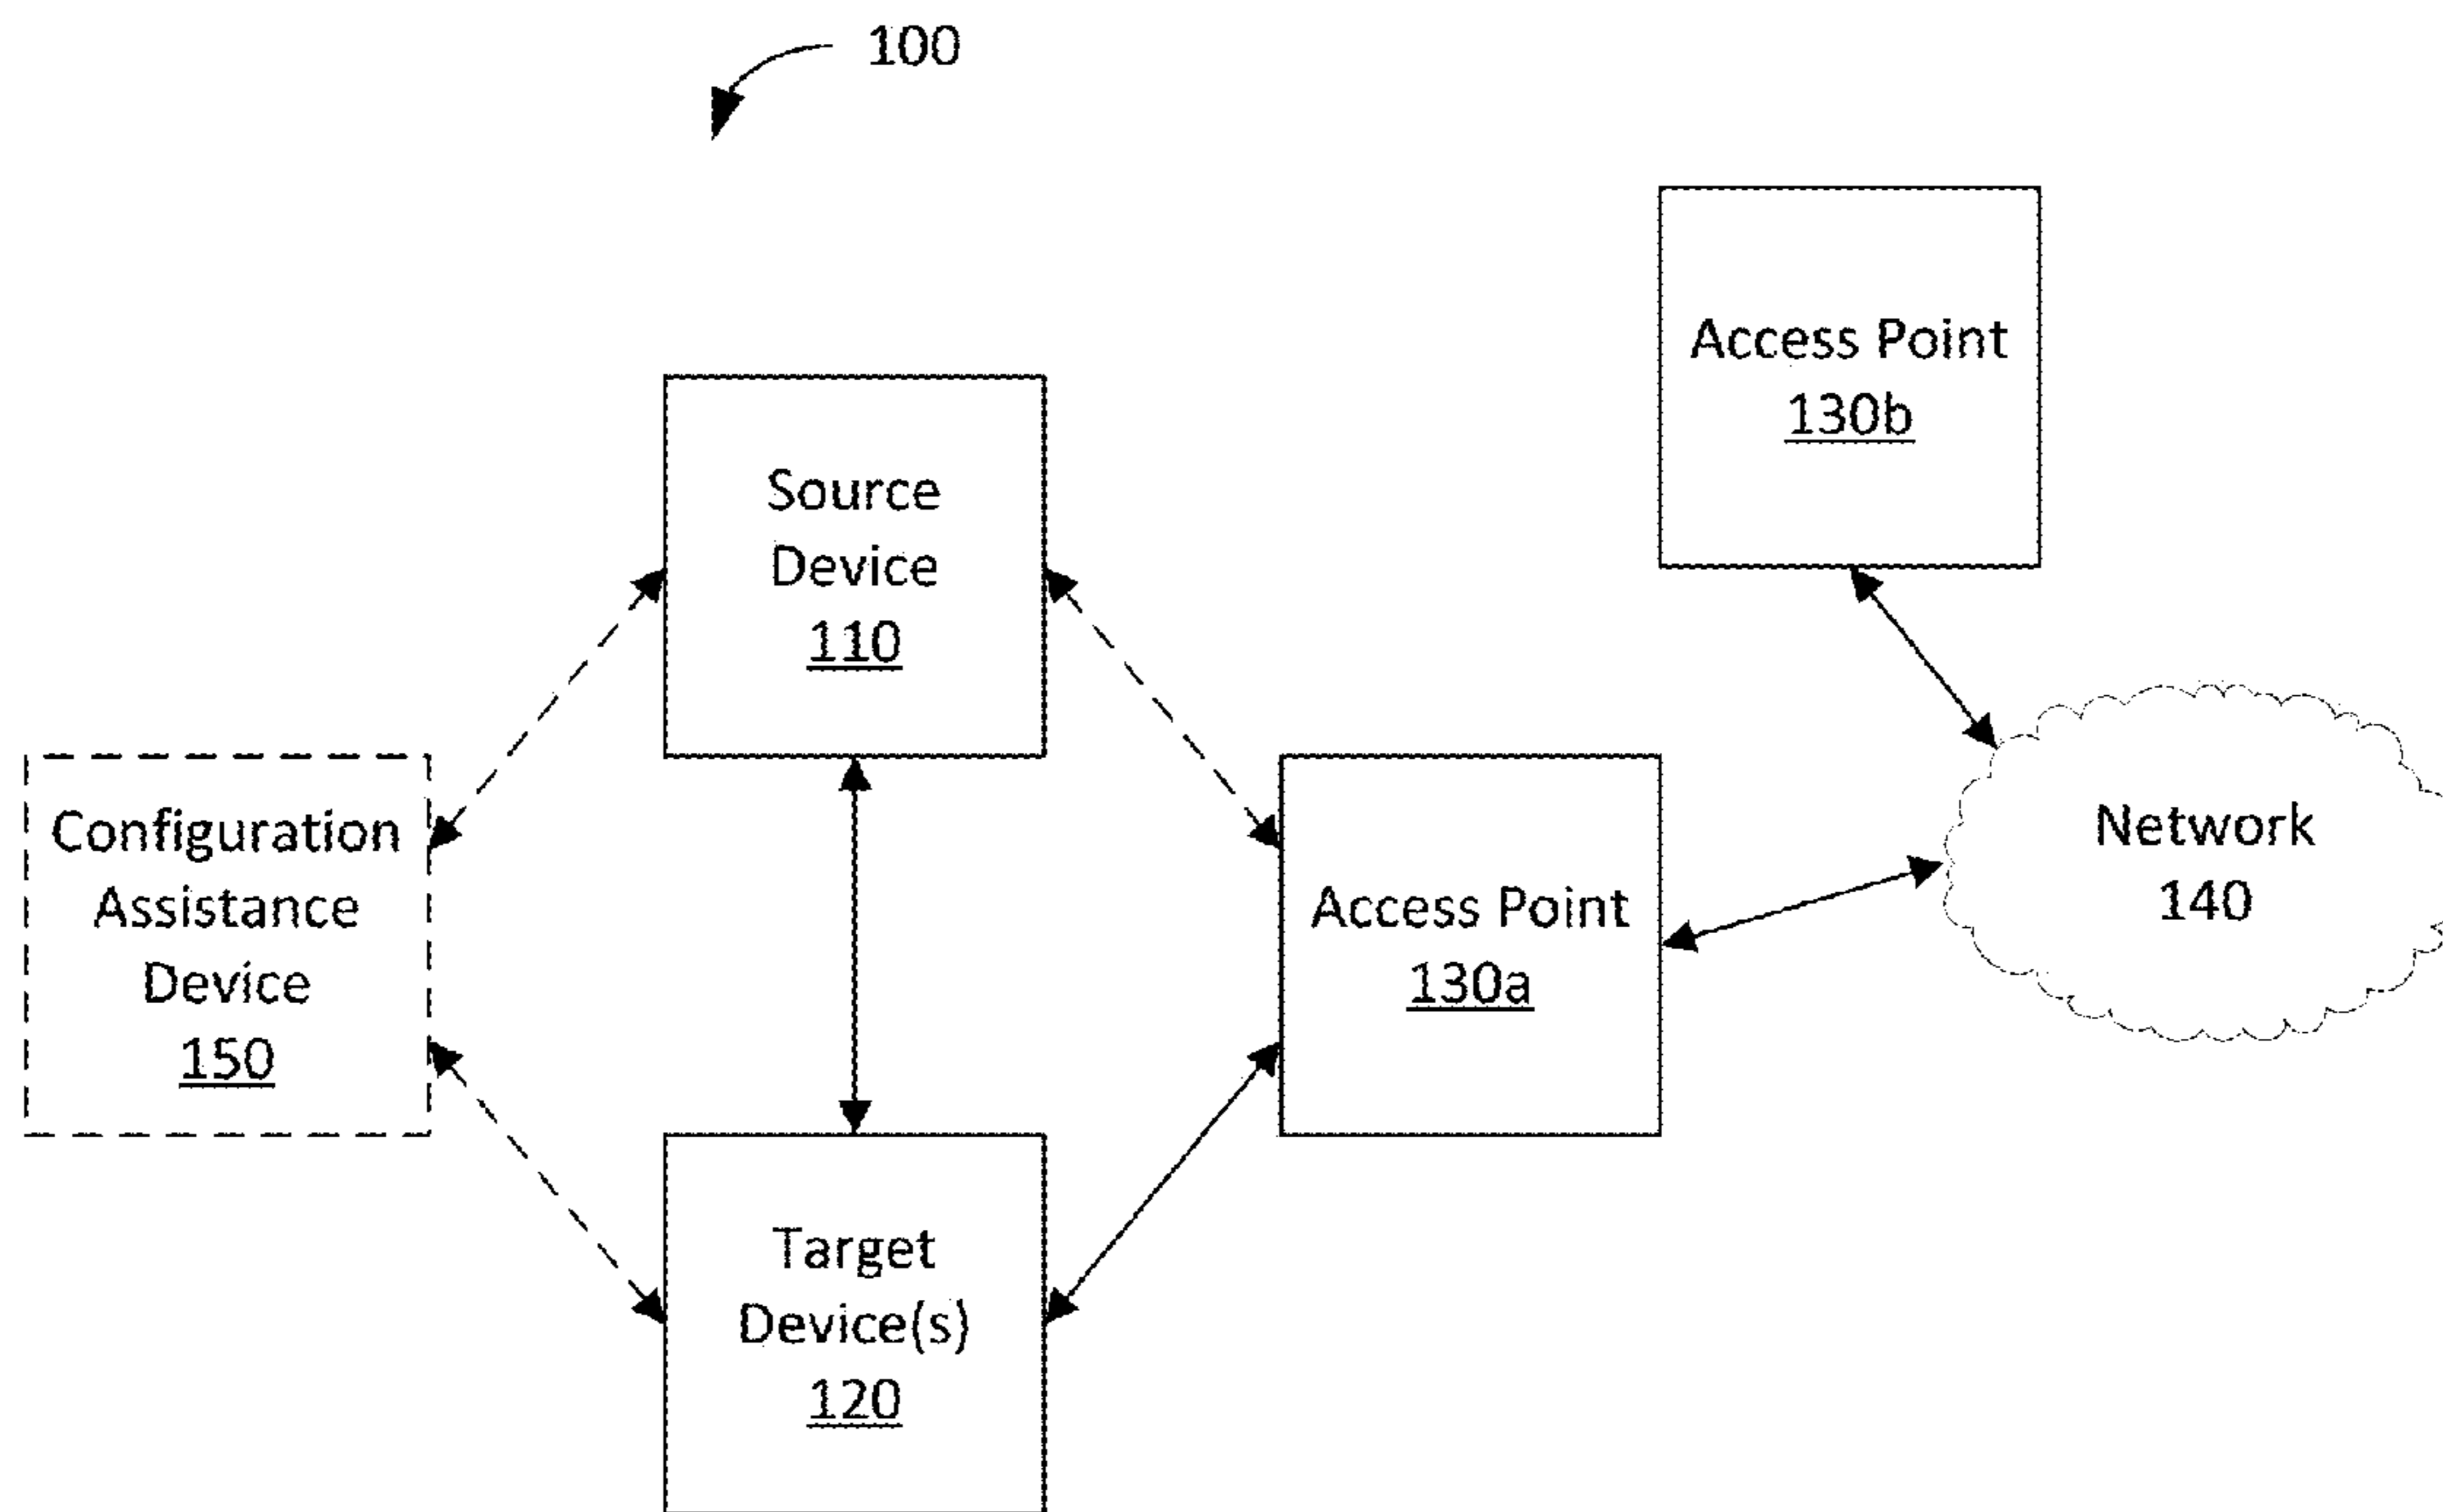 100
Access Point
130b
Source
Device
110
Configuration
Assistance
Device
150
Access Point
130a
Network
140
Target
Device(s)
120